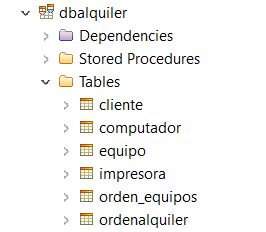 dbalquiler
Dependencies
Stored Procedures
Tables
cliente
computador
equipo
impresora
orden_equipos
ordenalquiler